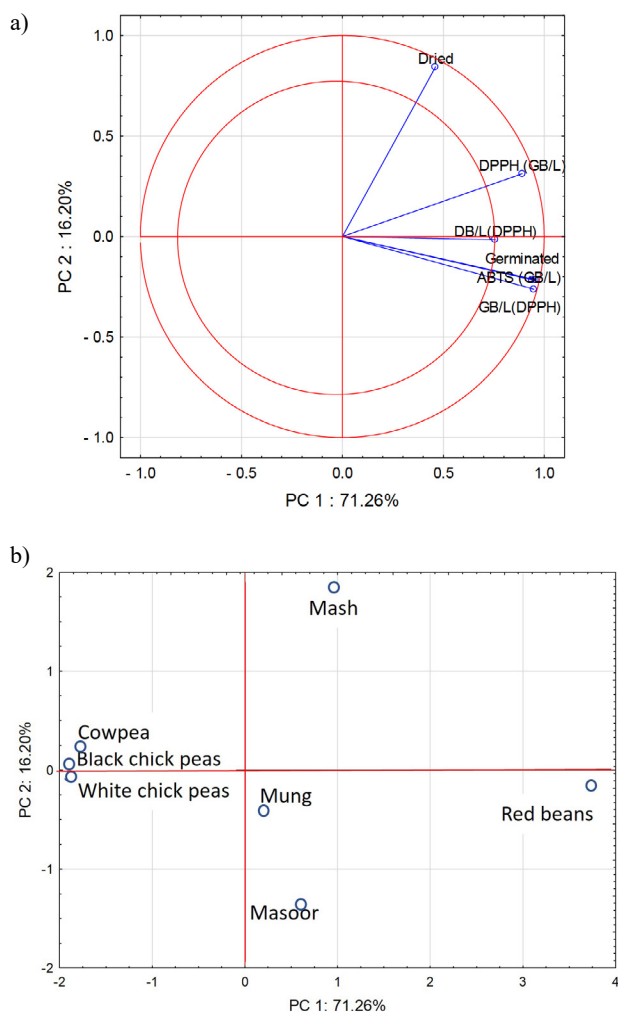 a)
1.0
Dried
0.5
DPPH (GB/L)
DB/L(DPPH)
0.0
Germinated
ABTS (GB/L)
GB/L(DPPH)
- 0.5
- 1.0
PC 2 : 16.20%
- 1.0 - 0.5 0.0 0.5 1.0
PC 1 : 71.26%
b)
2
Mash
1
Cowpea
Black chick peas
0
White chick peas
Mung
Red beans
-1
Masoor
-2
PC 2: 16.20%
-2 -1 0 1 2 3 4
PC 1: 71.26%